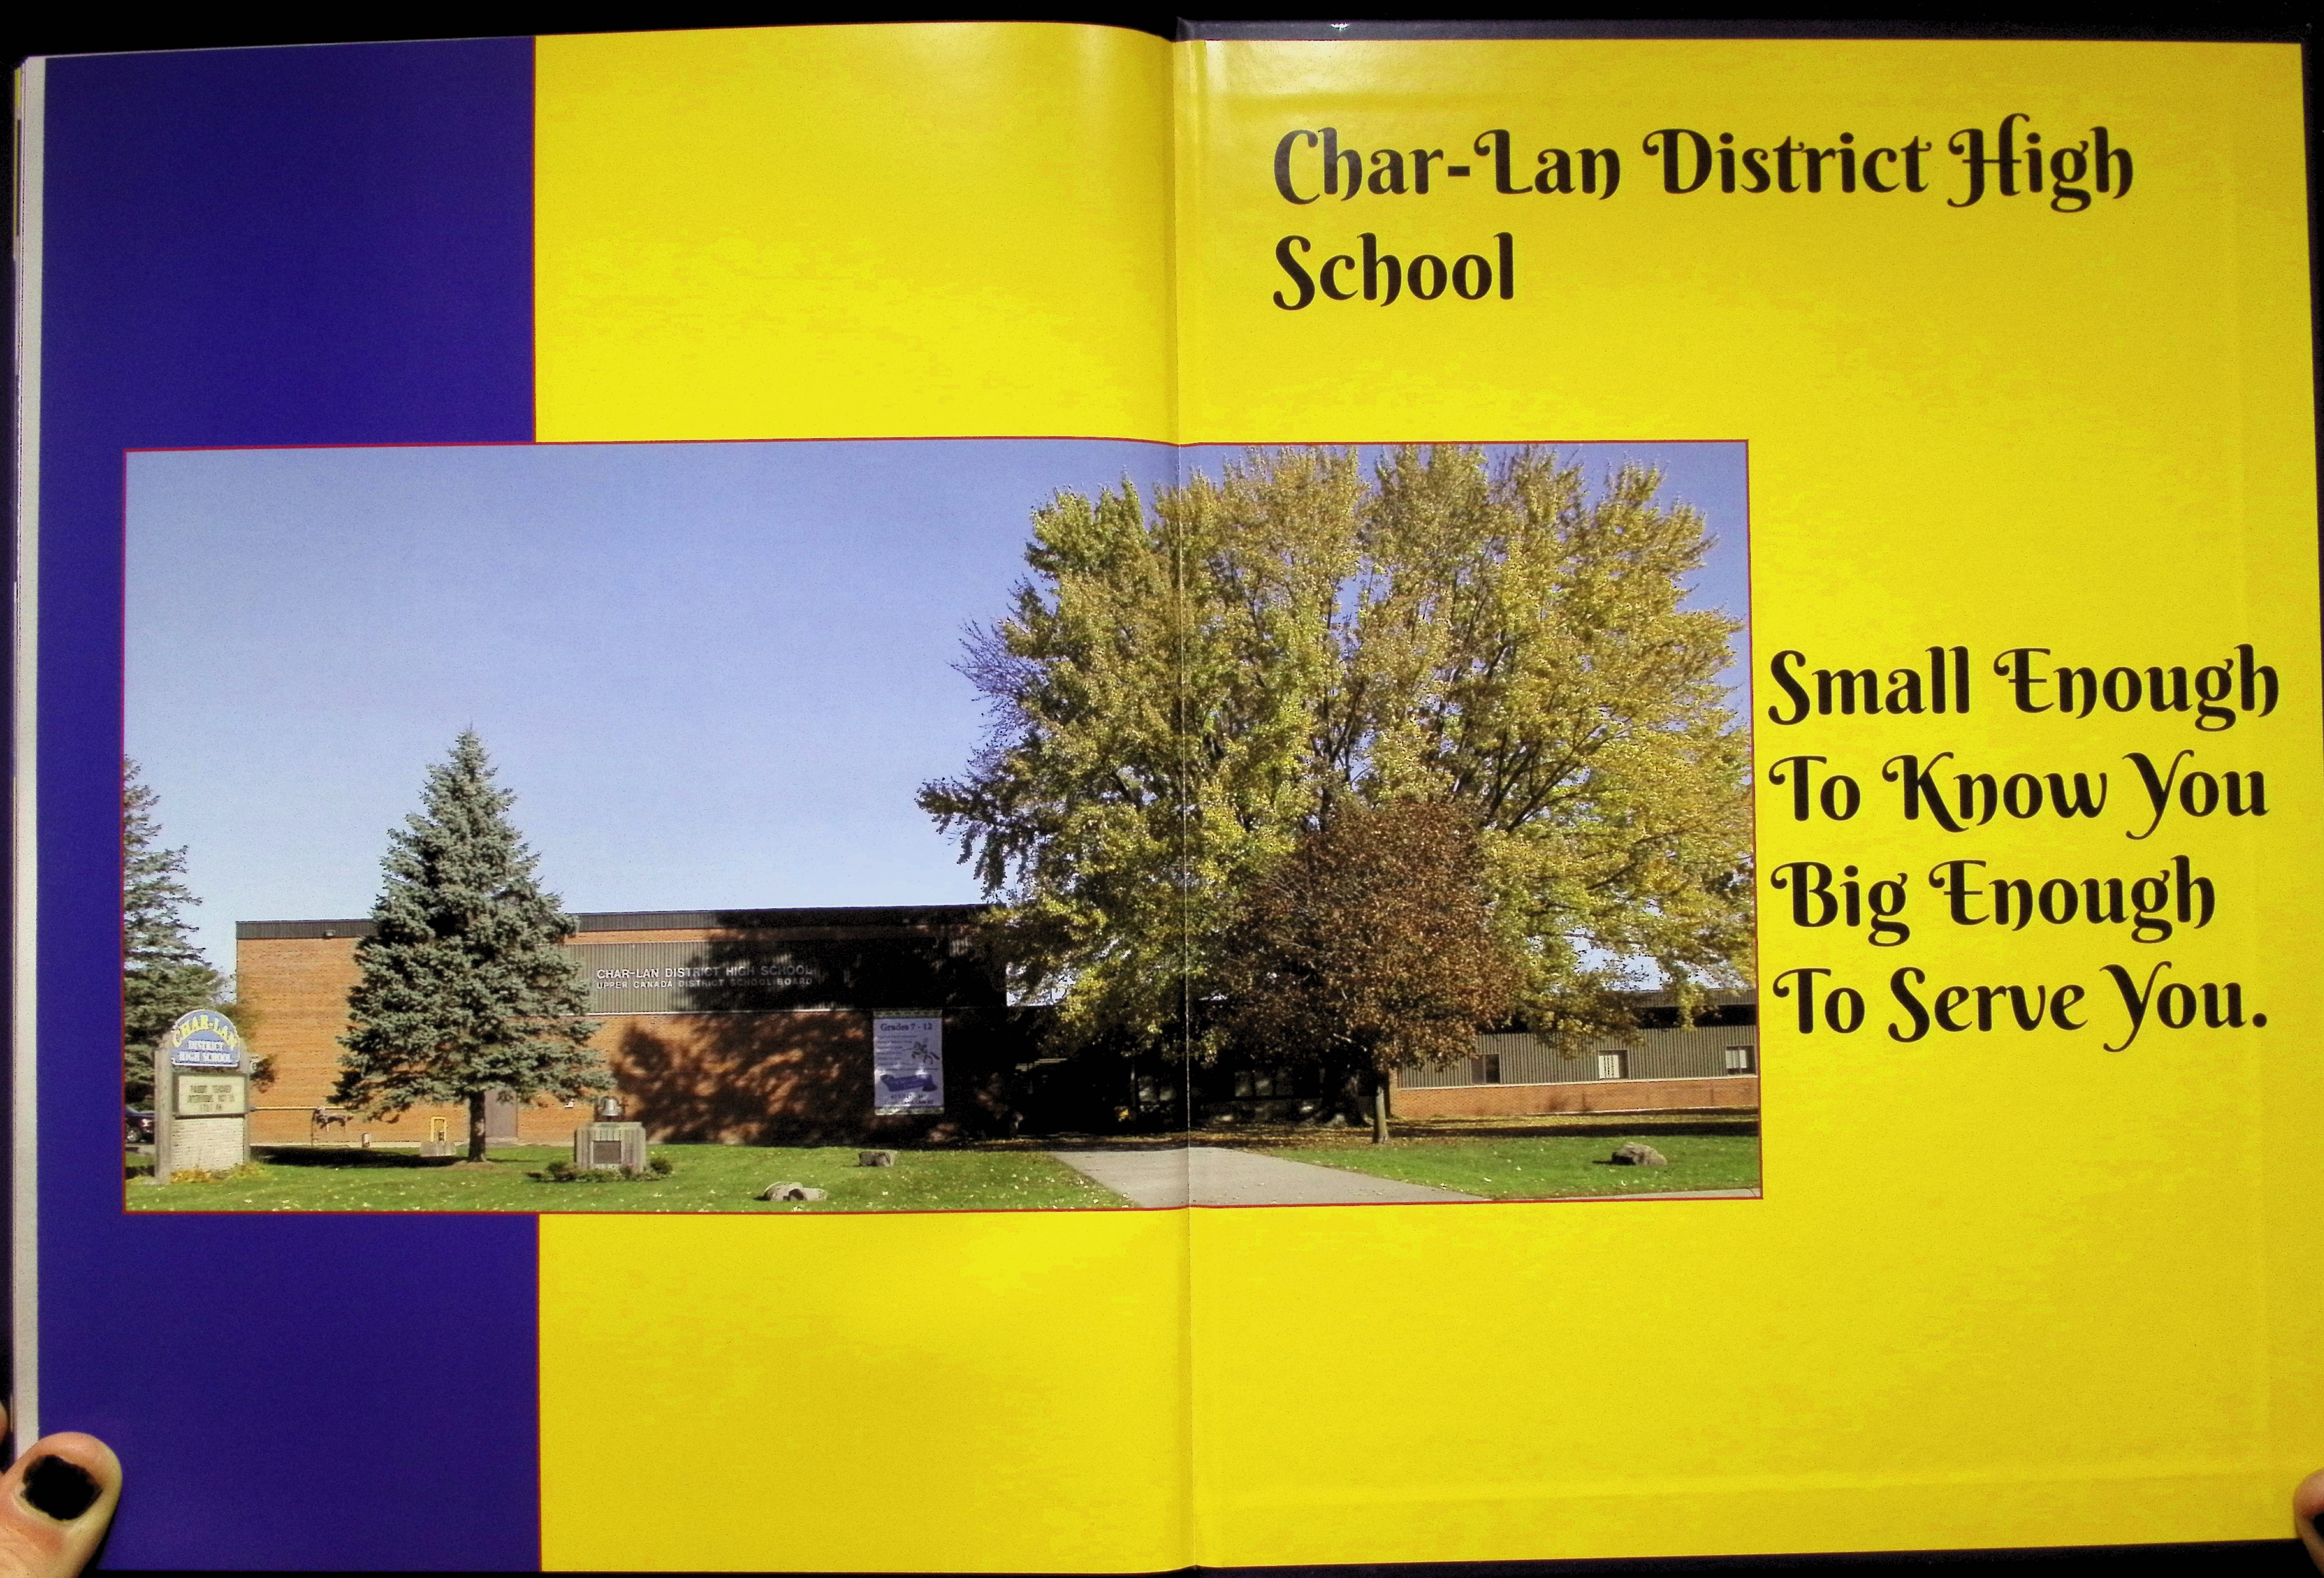 Char-Lan District High
School
Small Enough
To Know You
Big Enough
To Serve You.
CHAR-LAN DISTRICT HIGH SCHOOL
UPPER CANADA DISTRICT SCHOOL BOARD
CHAR-LAN
DISTRICT
HIGH SCHOOL
Grades 7 - 12